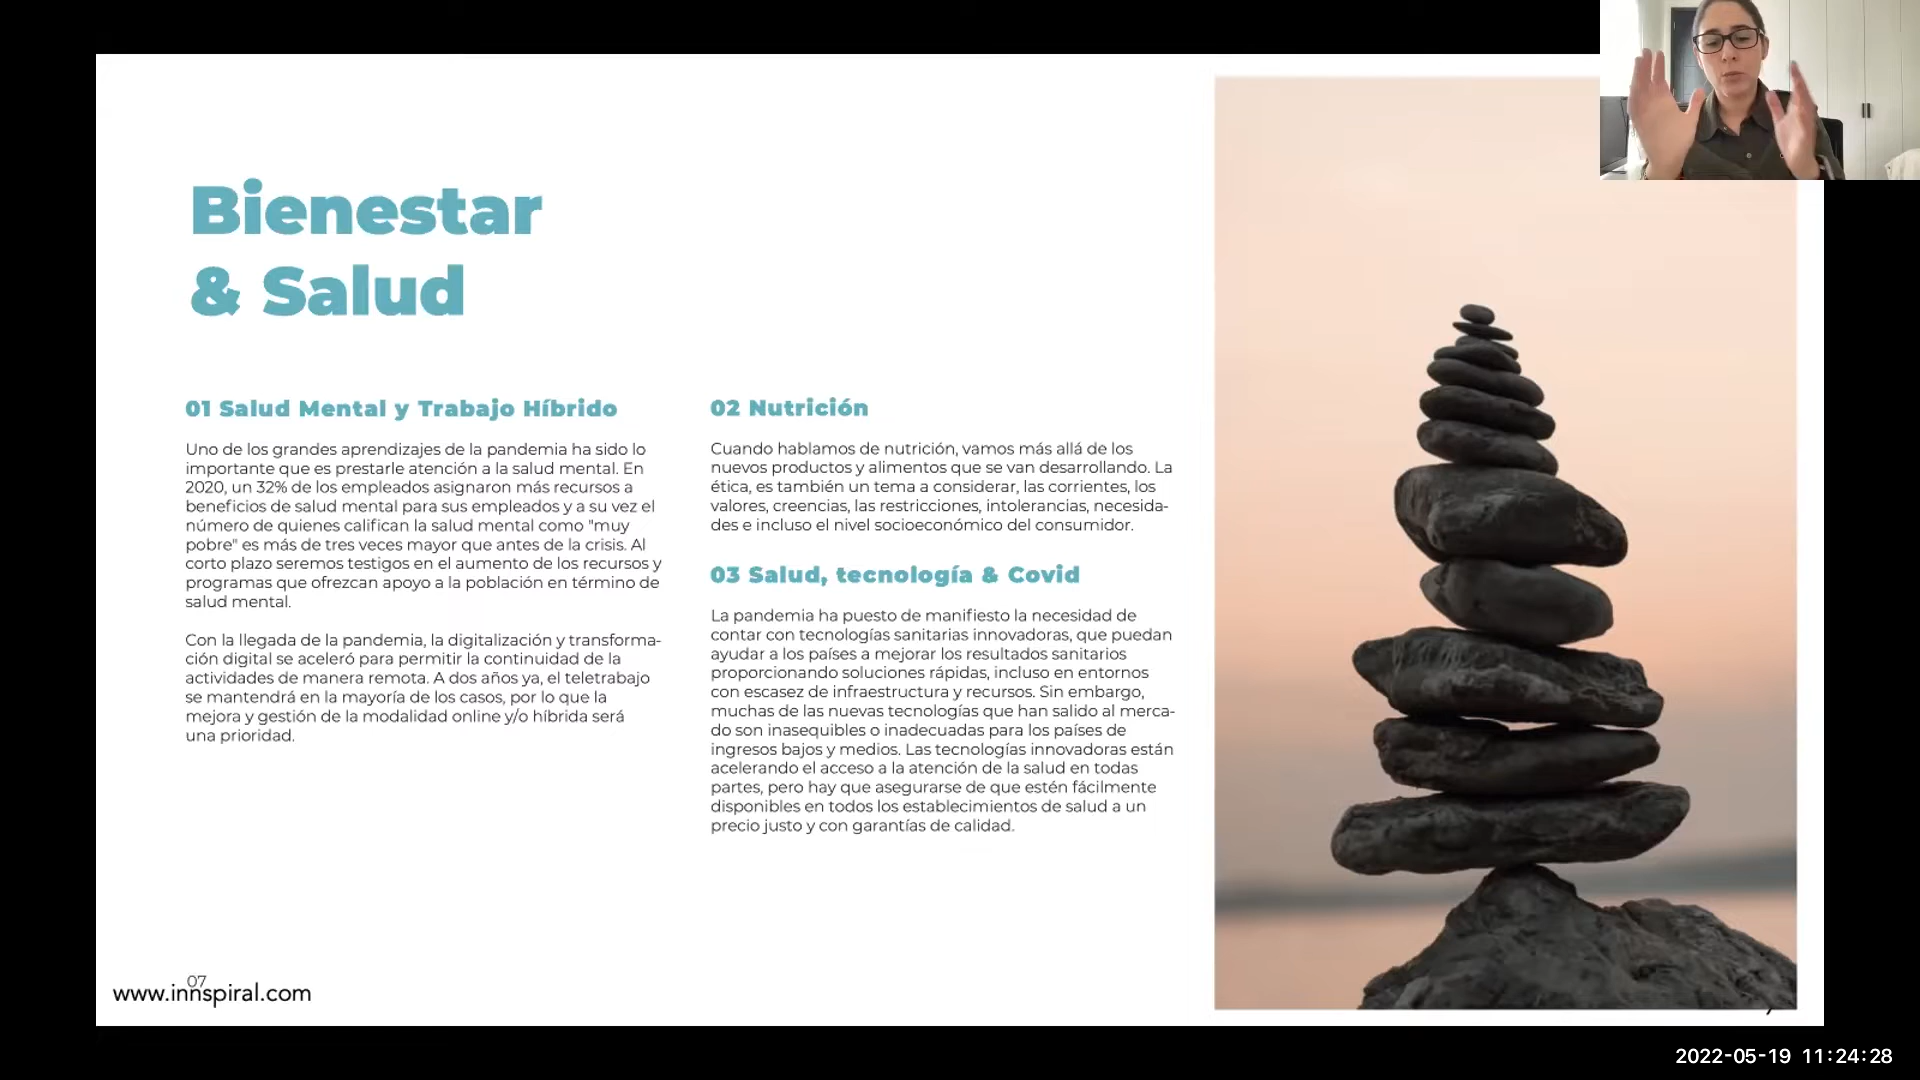 Bienestar
& Salud
01 Salud Mental y Trabajo Híbrido
Uno de los grandes aprendizajes de la pandemia ha sido lo
importante que es prestarle atención a la salud mental. En
2020, un 32% de los empleados asignaron más recursos a
beneficios de salud mental para sus empleados y a su vez el
número de quienes califican la salud mental como "muy
pobre" es más de tres veces mayor que antes de la crisis. Al
corto plazo seremos testigos en el aumento de los recursos y
programas que ofrezcan apoyo a la población en término de
salud mental.
Con la llegada de la pandemia, la digitalización y transforma-
ción digital se aceleró para permitir la continuidad de la
actividades de manera remota. A dos años ya, el teletrabajo
se mantendrá en la mayoría de los casos, por lo que la
mejora y gestión de la modalidad online y/o híbrida será
una prioridad.
02 Nutrición
Cuando hablamos de nutrición, vamos más allá de los
nuevos productos y alimentos que se van desarrollando. La
ética, es también un tema a considerar, las corrientes, los
valores, creencias, las restricciones, intolerancias, necesida-
des e incluso el nivel socioeconómico del consumidor.
03 Salud, tecnología & Covid
La pandemia ha puesto de manifiesto la necesidad de
contar con tecnologías sanitarias innovadoras, que puedan
ayudar a los países a mejorar los resultados sanitarios
proporcionando soluciones rápidas, incluso en entornos
con escasez de infraestructura y recursos. Sin embargo,
muchas de las nuevas tecnologías que han salido al merca-
do son inasequibles o inadecuadas para los países de
ingresos bajos y medios. Las tecnologías innovadoras están
acelerando el acceso a la atención de la salud en todas
partes, pero hay que asegurarse de que estén fácilmente
disponibles en todos los establecimientos de salud a un
precio justo y con garantías de calidad.
07
www.innspiral.com
2022-05-19 11:24:28